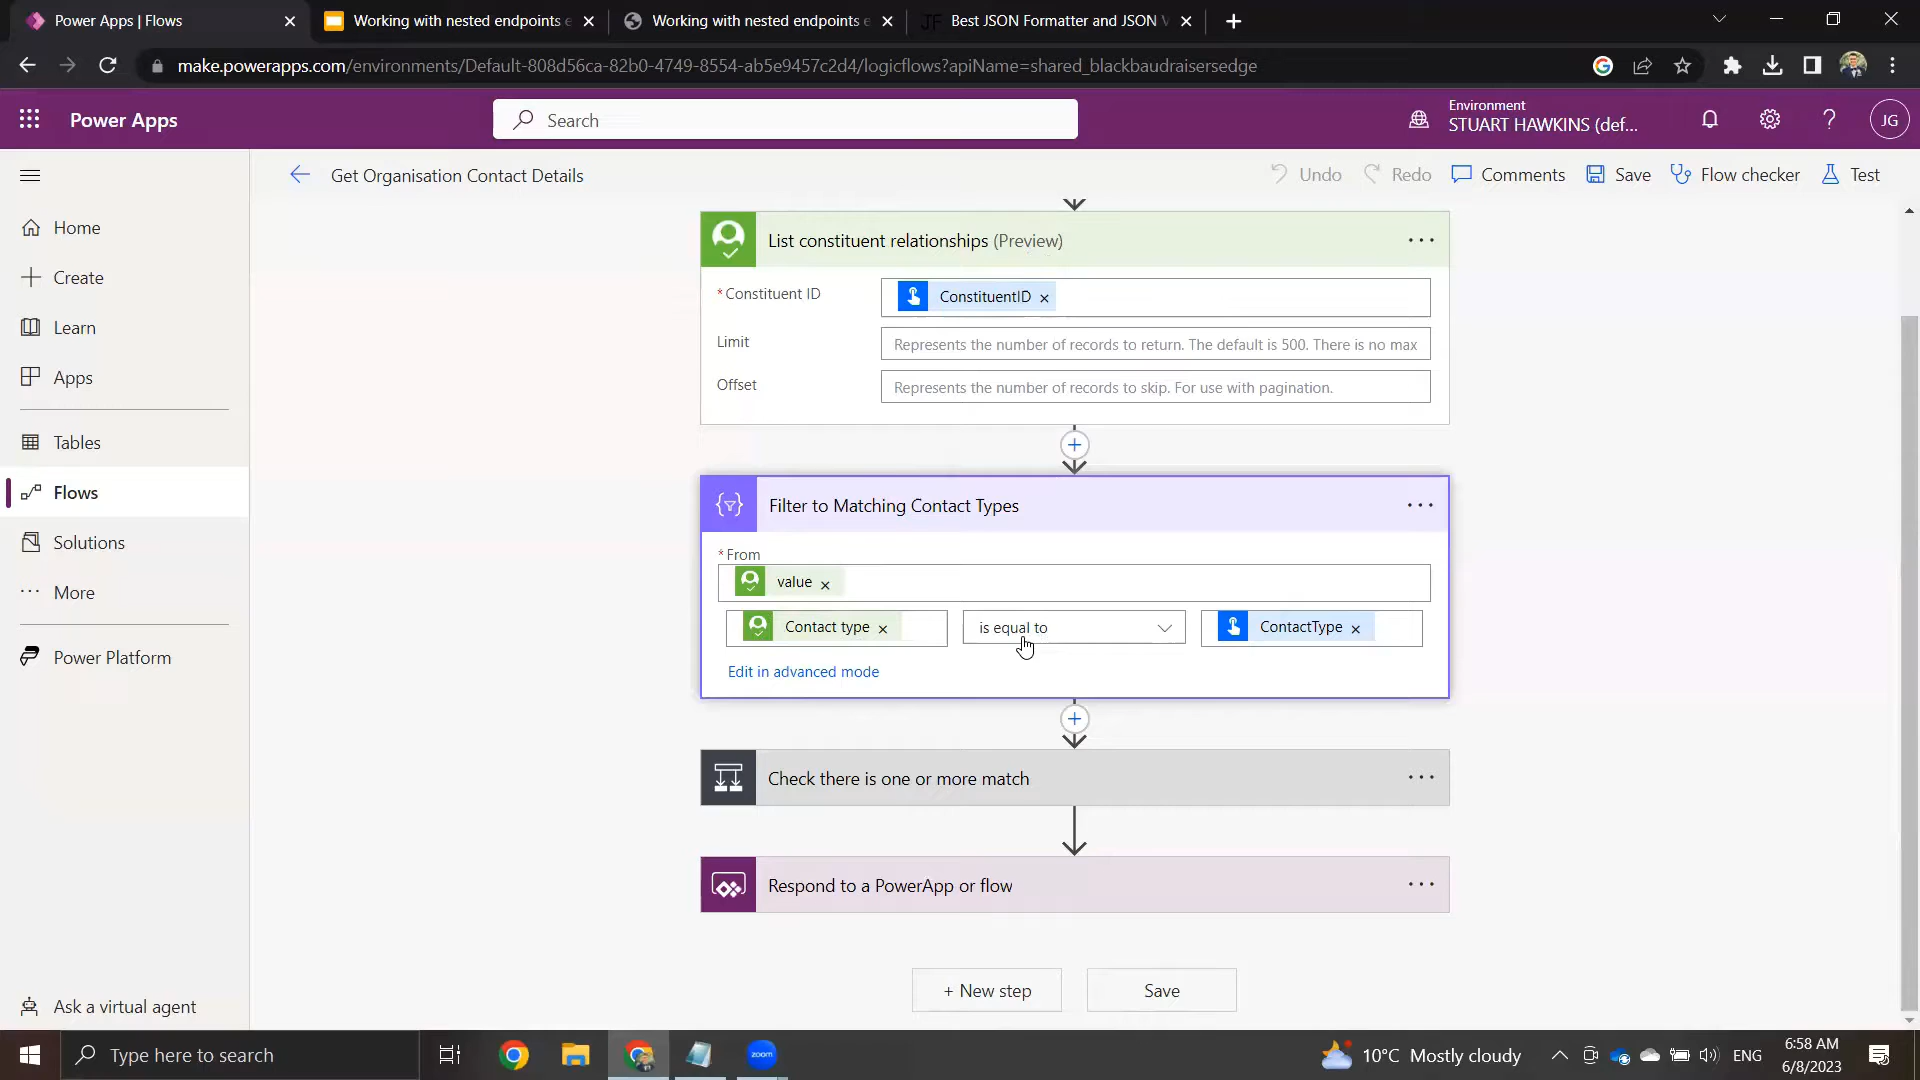 Power Apps | Flows
Working with nested endpoints e
Working with nested endpoints e
JF Best JSON Formatter and JSON V
make.powerapps.com/environments/Default-808d56ca-82b0-4749-8554-ab5e9457c2d4/logicflows?apiName=shared_blackbaudraisersedge
Power Apps
Search
Environment
STUART HAWKINS (def...
JG
Get Organisation Contact Details
Undo
Redo
Comments
Save
Flow checker
Test
Home
Create
Learn
Apps
Tables
Flows
Solutions
More
Power Platform
Ask a virtual agent
List constituent relationships (Preview)
* Constituent ID
ConstituentID
Limit
Represents the number of records to return. The default is 500. There is no max
Offset
Represents the number of records to skip. For use with pagination.
Filter to Matching Contact Types
* From
value
Contact type
is equal to
ContactType
Edit in advanced mode
Check there is one or more match
Respond to a PowerApp or flow
+ New step
Save
Type here to search
zoom
10°C Mostly cloudy
ENG
6:58 AM
6/8/2023